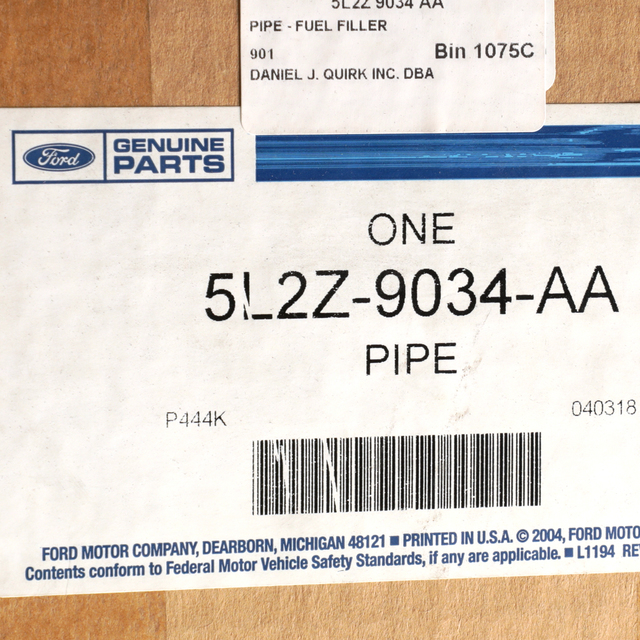 5L2Z 9034 AA
PIPE - FUEL FILLER
901
Bin 1075C
DANIEL J. QUIRK INC. DBA
Ford
GENUINE
PARTS
ONE
5L2Z-9034-AA
PIPE
P444K
040318
FORD MOTOR COMPANY, DEARBORN, MICHIGAN 48121 ■ PRINTED IN U.S.A. © 2004, FORD MOTO
Contents conform to Federal Motor Vehicle Safety Standards, if any are applicable. ■ L1194 RE